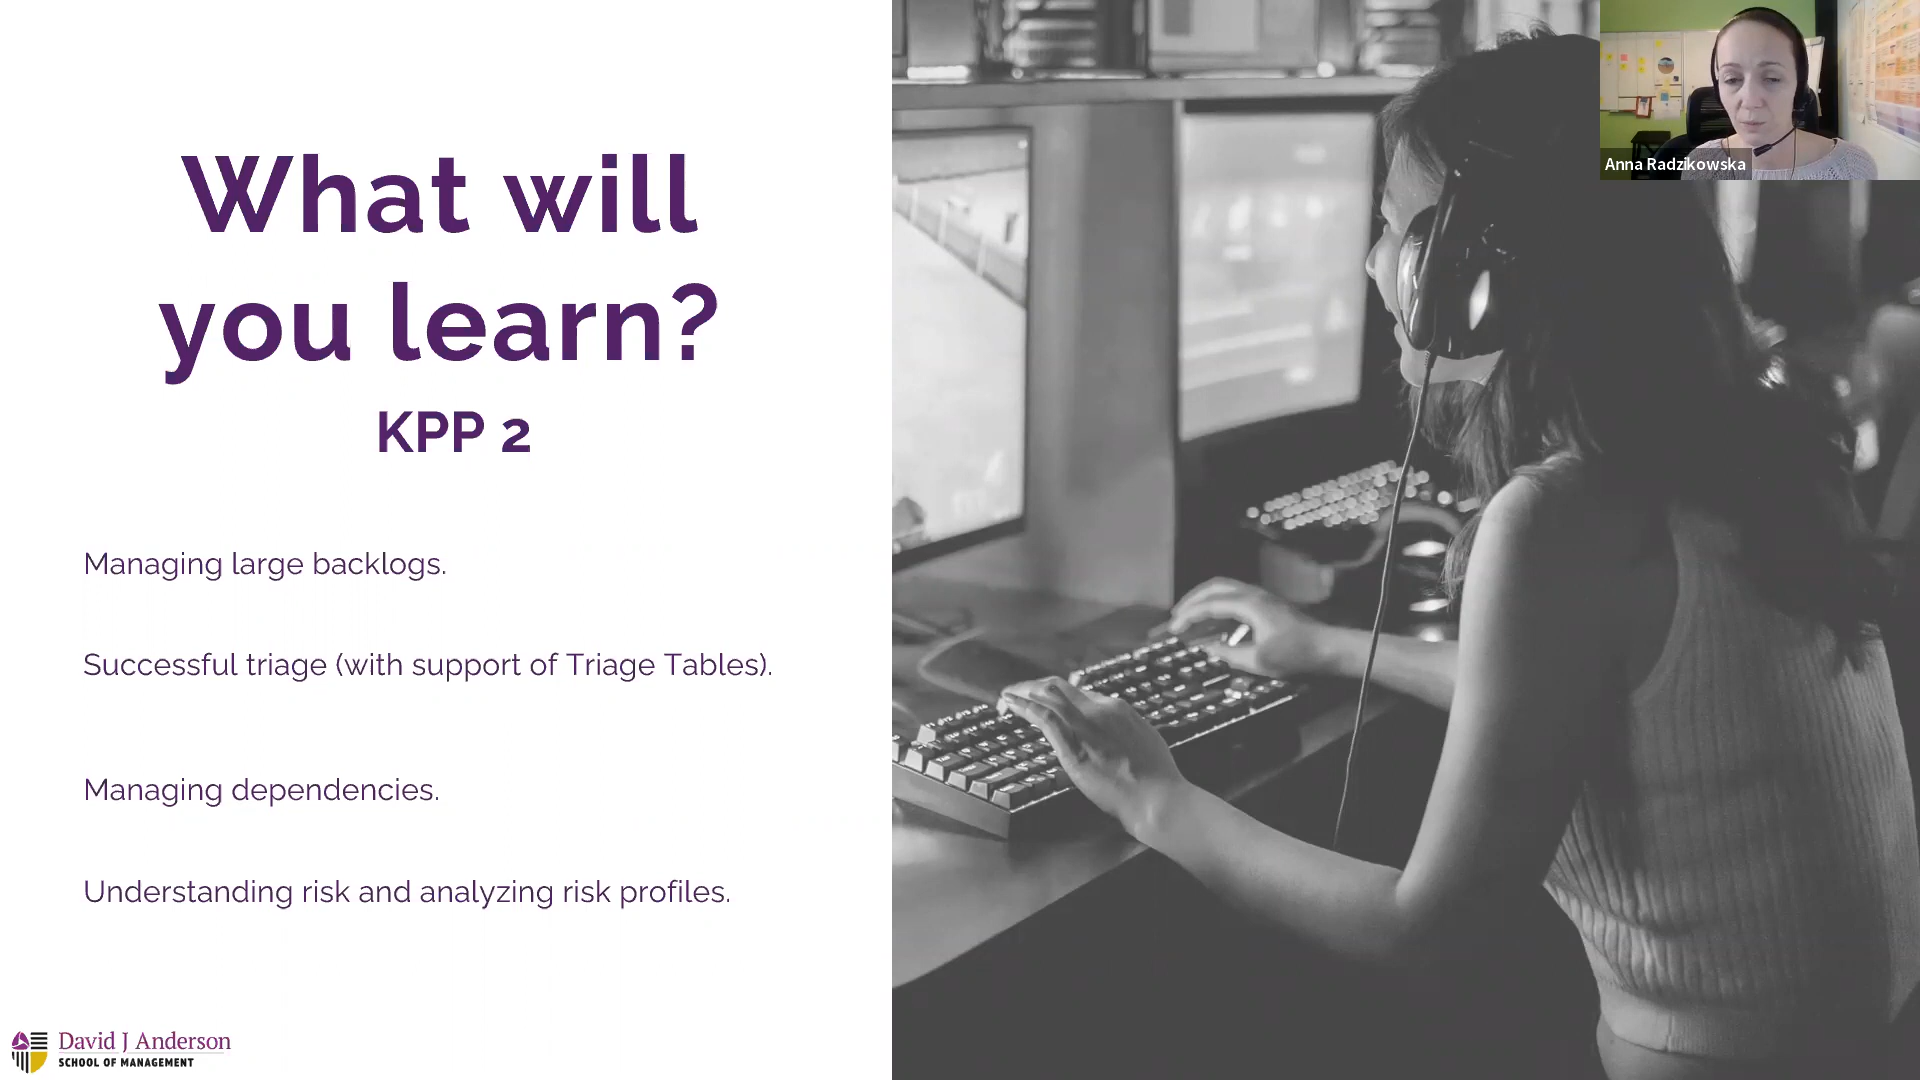 What will
you learn?
KPP 2
Managing large backlogs.
Successful triage (with support of Triage Tables).
Managing dependencies.
Understanding risk and analyzing risk profiles.
David J Anderson
SCHOOL OF MANAGEMENT
Anna Radzikowska